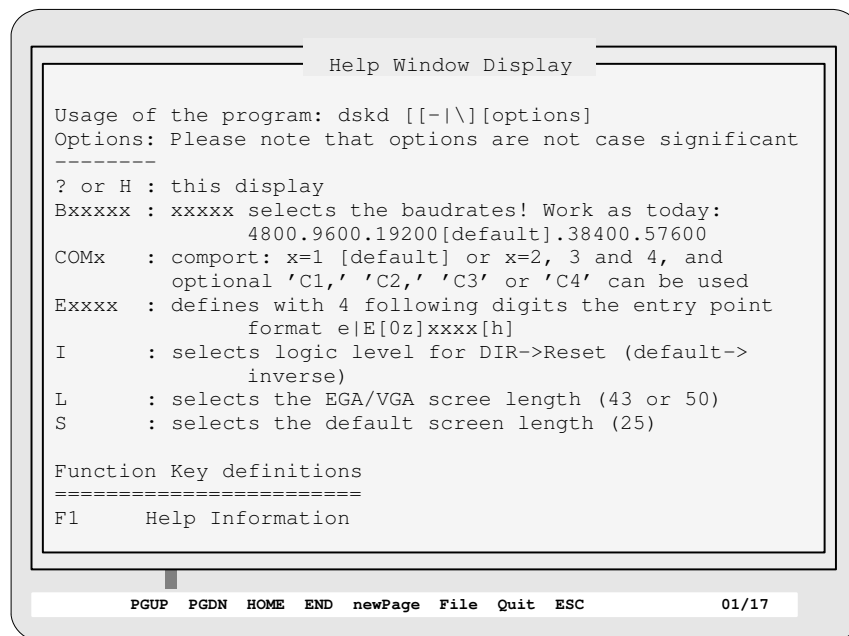 Help Window Display
Usage of the program: dskd [[-|\][options]
Options: Please note that options are not case significant
--------
? or H : this display
Bxxxxx : xxxxx selects the baudrates! Work as today:
4800.9600.19200[default].38400.57600
COMx : comport: x=1 [default] or x=2, 3 and 4, and
optional ’C1,’ ’C2,’ ’C3’ or ’C4’ can be used
Exxxx : defines with 4 following digits the entry point
format e|E[0z]xxxx[h]
I : selects logic level for DIR->Reset (default->
inverse)
L : selects the EGA/VGA scree length (43 or 50)
S : selects the default screen length (25)
Function Key definitions
========================
F1 Help Information
PGUP PGDN HOME END newPage File Quit ESC 01/17